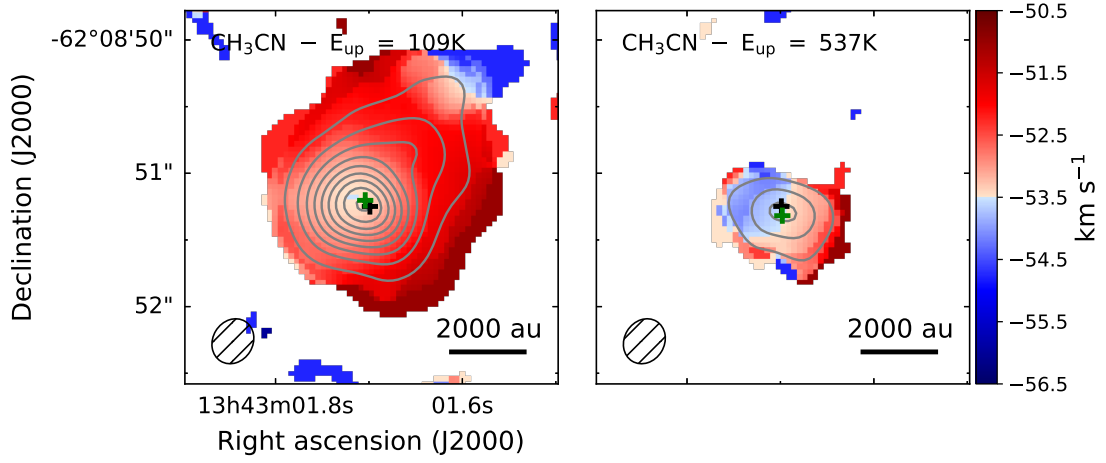 CH₃CN − E_up = 109K
CH₃CN − E_up = 537K
-62°08'50"
51"
52"
Declination (J2000)
2000 au
2000 au
13h43m01.8s
01.6s
Right ascension (J2000)
−50.5
−51.5
−52.5
−53.5
−54.5
−55.5
−56.5
km s⁻¹